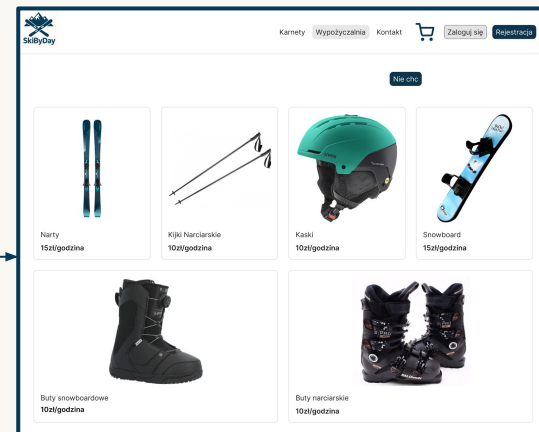 SkiByDay
Karnety Wypożyczalnia Kontakt Zaloguj się Rejestracja
Nie chc
Narty
15zł/godzina
Kijki Narciarskie
10zł/godzina
Kaski
10zł/godzina
Snowboard
15zł/godzina
Buty snowboardowe
10zł/godzina
Buty narciarskie
10zł/godzina